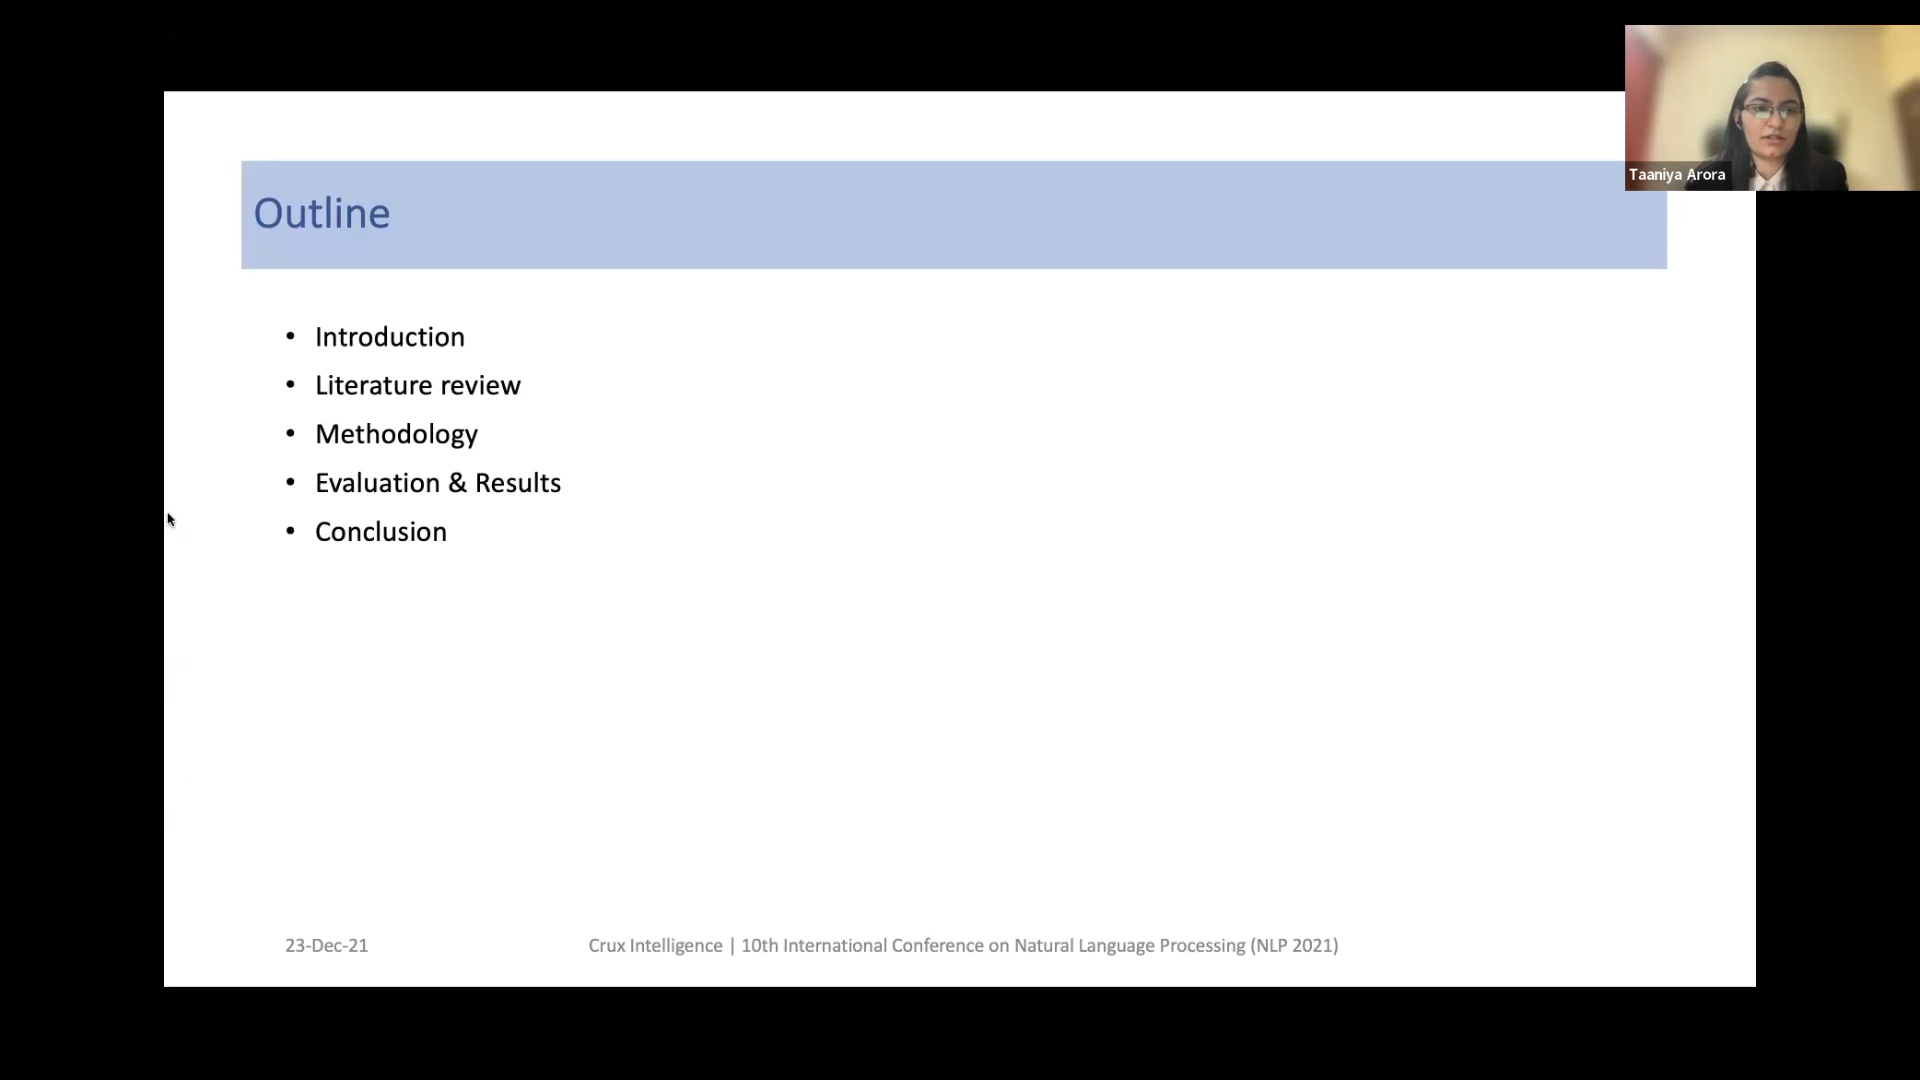 Taaniya Arora
Outline
• Introduction
• Literature review
• Methodology
• Evaluation & Results
• Conclusion
23-Dec-21
Crux Intelligence | 10th International Conference on Natural Language Processing (NLP 2021)